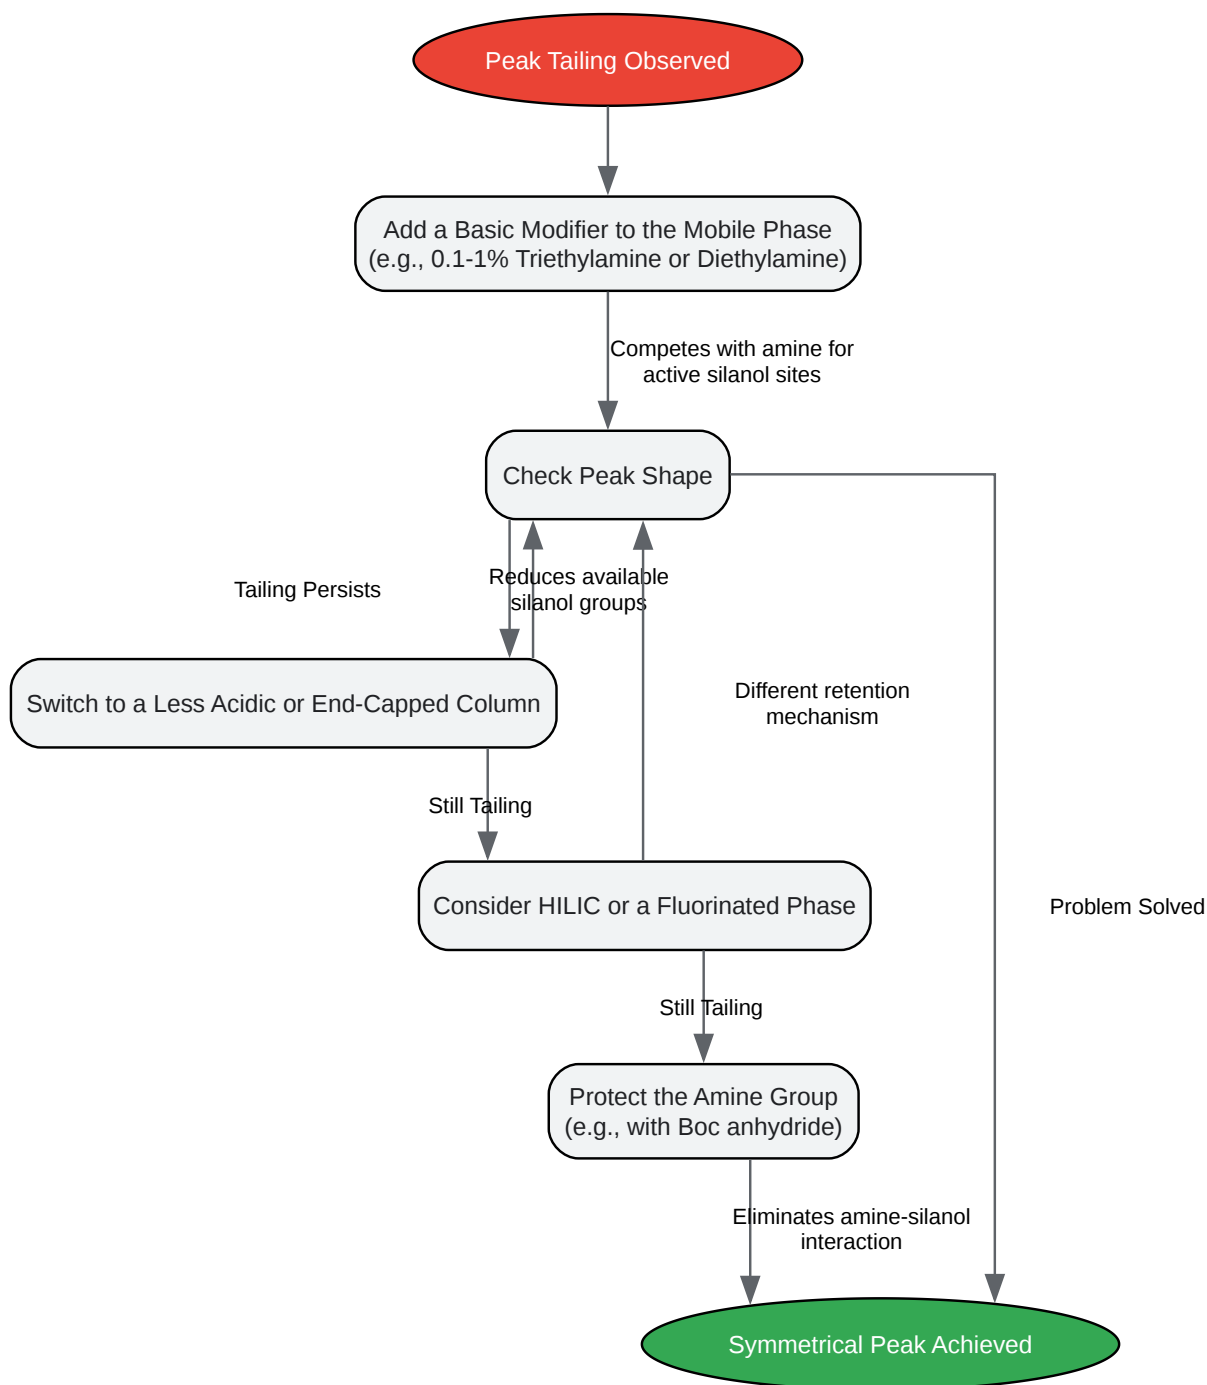 Peak Tailing Observed
Add a Basic Modifier to the Mobile Phase
(e.g., 0.1-1% Triethylamine or Diethylamine)
Competes with amine for
active silanol sites
Check Peak Shape
Tailing Persists
Reduces available
silanol groups
Switch to a Less Acidic or End-Capped Column
Different retention
mechanism
Still Tailing
Consider HILIC or a Fluorinated Phase
Problem Solved
Still Tailing
Protect the Amine Group
(e.g., with Boc anhydride)
Eliminates amine-silanol
interaction
Symmetrical Peak Achieved